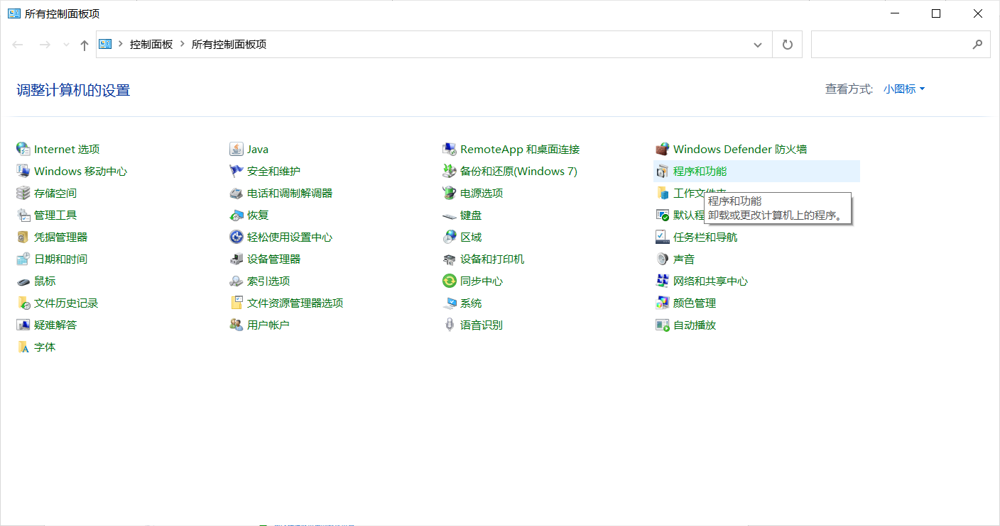 所有控制面板项
控制面板 所有控制面板项
调整计算机的设置
查看方式: 小图标
Internet 选项 Java RemoteApp 和桌面连接 Windows Defender 防火墙
Windows 移动中心 安全和维护 备份和还原(Windows 7) 程序和功能
存储空间 电话和调制解调器 电源选项 工作文件夹
程序和功能
管理工具 恢复 键盘 默认程
卸载或更改计算机上的程序。
凭据管理器 轻松使用设置中心 区域 任务栏和导航
日期和时间 设备管理器 设备和打印机 声音
鼠标 索引选项 同步中心 网络和共享中心
文件历史记录 文件资源管理器选项 系统 颜色管理
疑难解答 用户帐户 语音识别 自动播放
字体